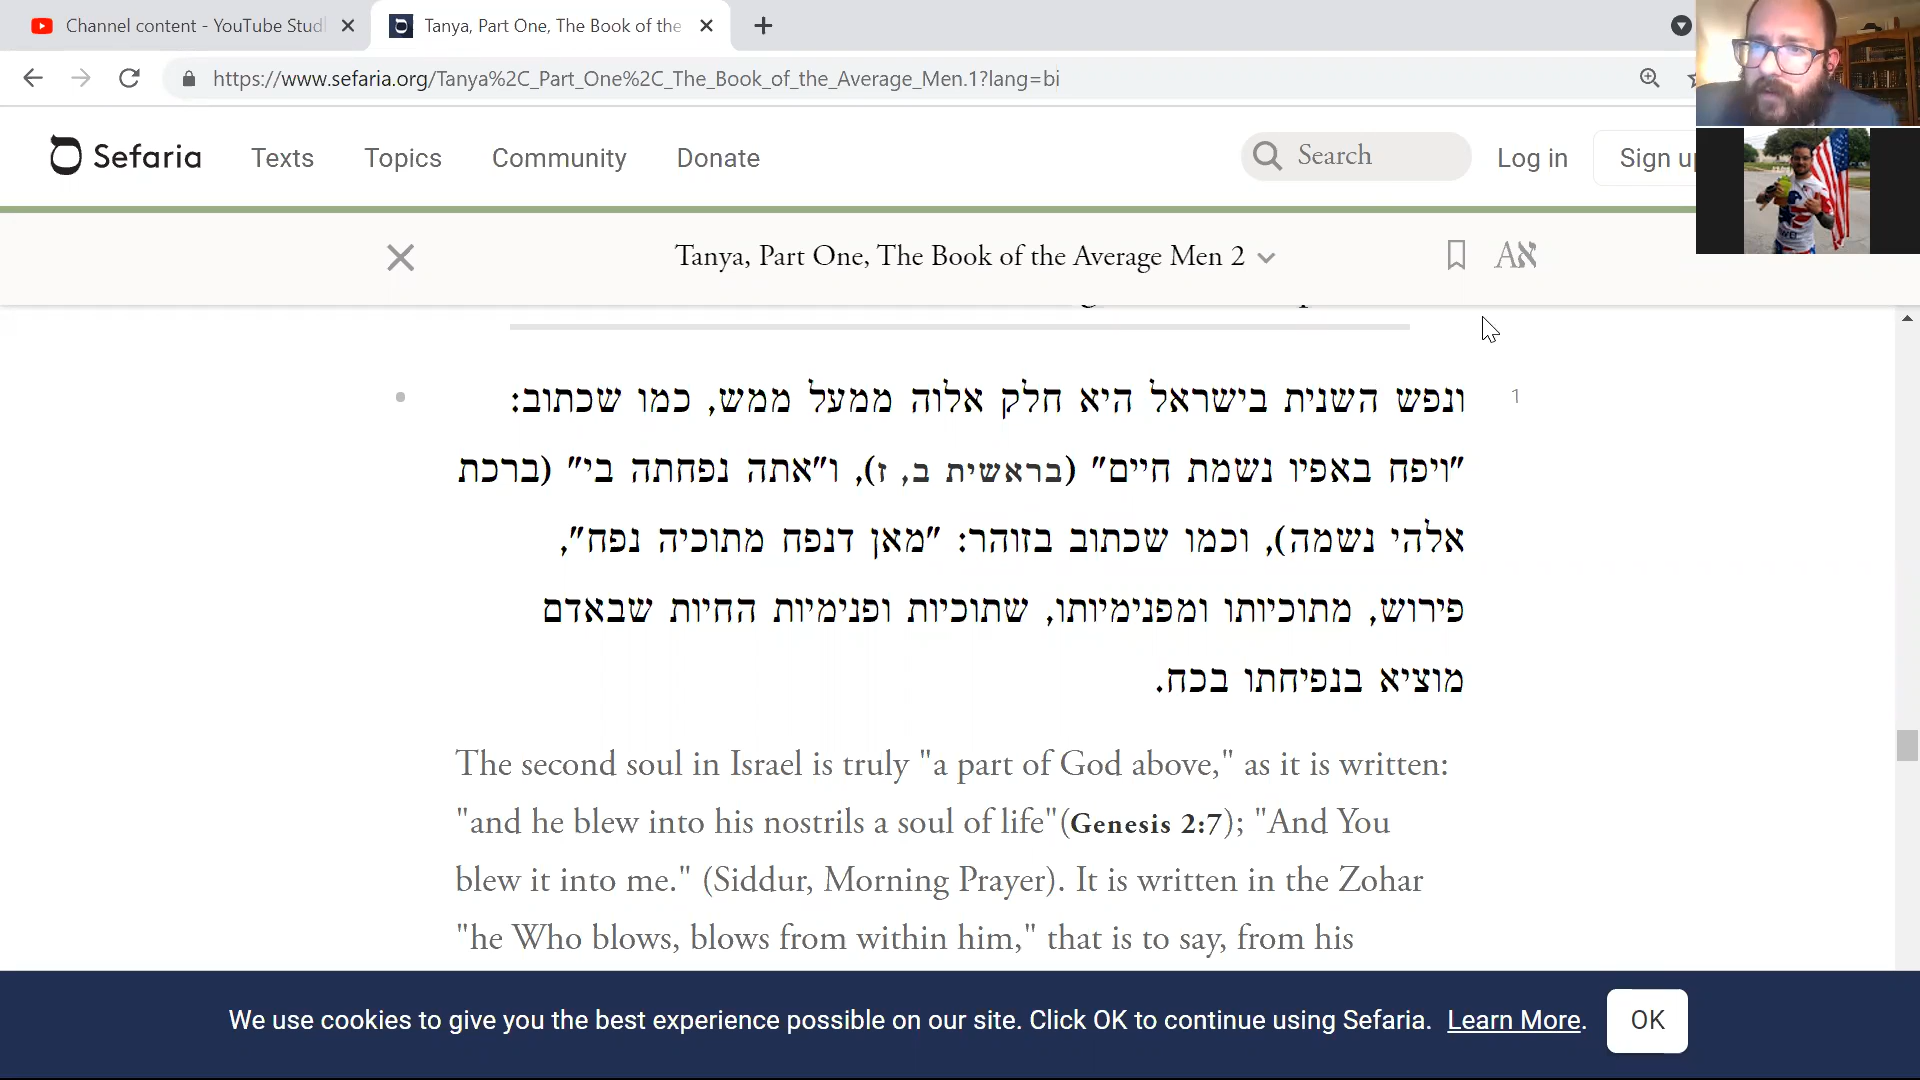 Channel content - YouTube Stud
Tanya, Part One, The Book of the
https://www.sefaria.org/Tanya%2C_Part_One%2C_The_Book_of_the_Average_Men.1?lang=bi
Sefaria
Texts
Topics
Community
Donate
Search
Log in
Sign up
Tanya, Part One, The Book of the Average Men 2
Aא
1
ונפש השנית בישראל היא חלק אלוה ממעל ממש, כמו שכתוב:
"ויפח באפיו נשמת חיים" (בראשית ב, ז), ו"אתה נפחתה בי" (ברכת
אלהי נשמה), וכמו שכתוב בזוהר: "מאן דנפח מתוכיה נפח",
פירוש, מתוכיותו ומפנימיותו, שתוכיות ופנימיות החיות שבאדם
מוציא בנפיחתו בכח.
The second soul in Israel is truly "a part of God above," as it is written:
"and he blew into his nostrils a soul of life"(Genesis 2:7); "And You
blew it into me." (Siddur, Morning Prayer). It is written in the Zohar
"he Who blows, blows from within him," that is to say, from his
We use cookies to give you the best experience possible on our site. Click OK to continue using Sefaria. Learn More.
OK